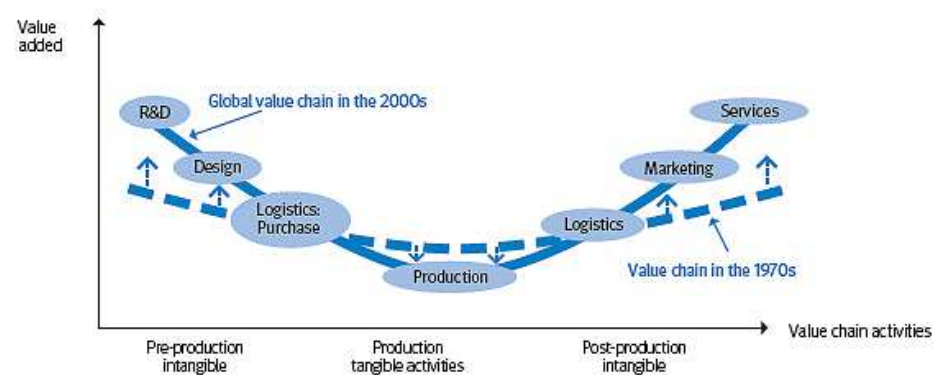 Value
added
R&D
Global value chain in the 2000s
Services
Design
Marketing
Logistics:
Purchase
Logistics
Production
Value chain in the 1970s
Value chain activities
Pre-production
intangible
Production
tangible activities
Post-production
intangible